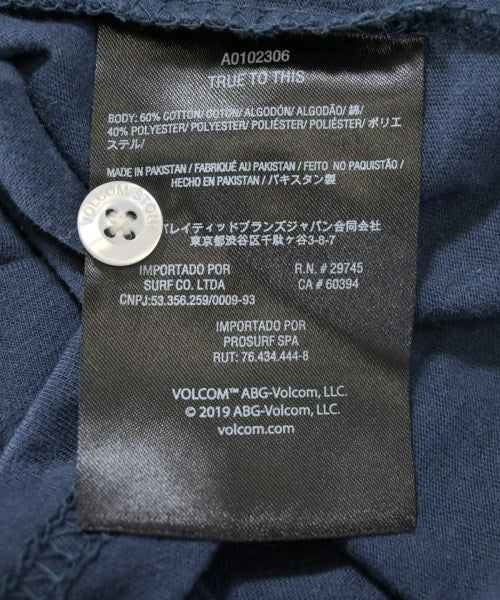 A0102306
TRUE TO THIS
BODY: 60% COTTON/ COTON/ ALGODÓN/ ALGODÃO/ 綿/
40% POLYESTER/ POLYESTER/ POLIÉSTER/ POLIÉSTER/ ポリエ
ステル/
MADE IN PAKISTAN / FABRIQUÉ AU PAKISTAN / FEITO NO PAQUISTÃO /
HECHO EN PAKISTAN / パキスタン製
VOLCOM STONE
レイティッドブランズジャパン合同会社
東京都渋谷区千駄ヶ谷3-8-7
IMPORTADO POR
SURF CO. LTDA
CNPJ:53.356.259/0009-93
R.N. # 29745
CA # 60394
IMPORTADO POR
PROSURF SPA
RUT: 76.434.444-8
VOLCOM™ ABG-Volcom, LLC.
© 2019 ABG-Volcom, LLC.
volcom.com